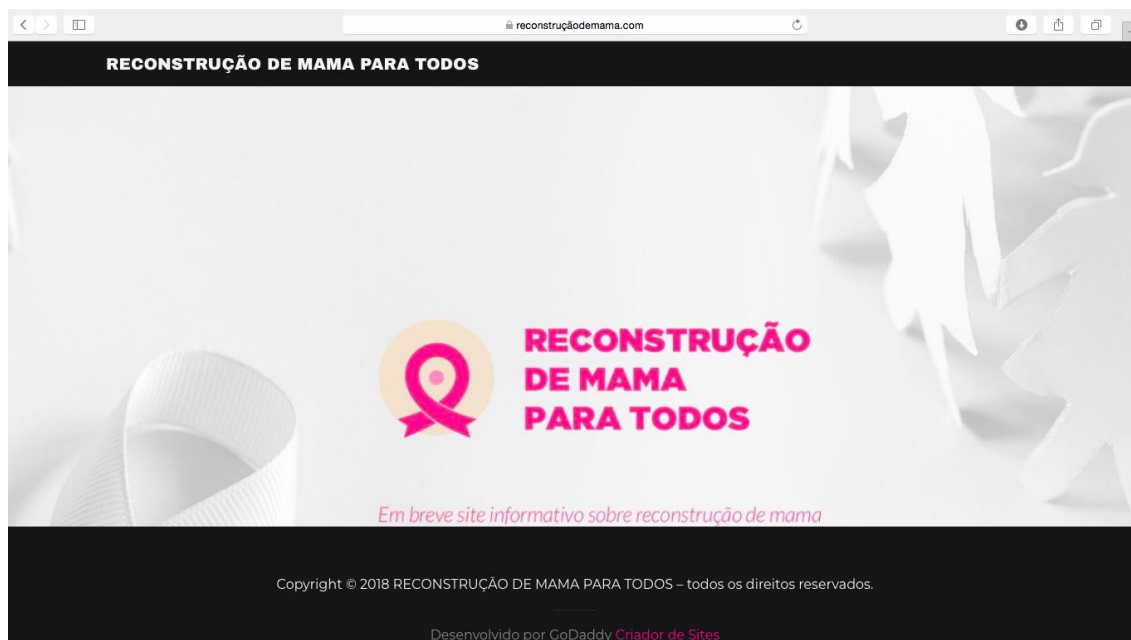 reconstruçãodemama.com
RECONSTRUÇÃO DE MAMA PARA TODOS
RECONSTRUÇÃO
DE MAMA
PARA TODOS
Em breve site informativo sobre reconstrução de mama
Copyright © 2018 RECONSTRUÇÃO DE MAMA PARA TODOS – todos os direitos reservados.
Desenvolvido por GoDaddy Criador de Sites